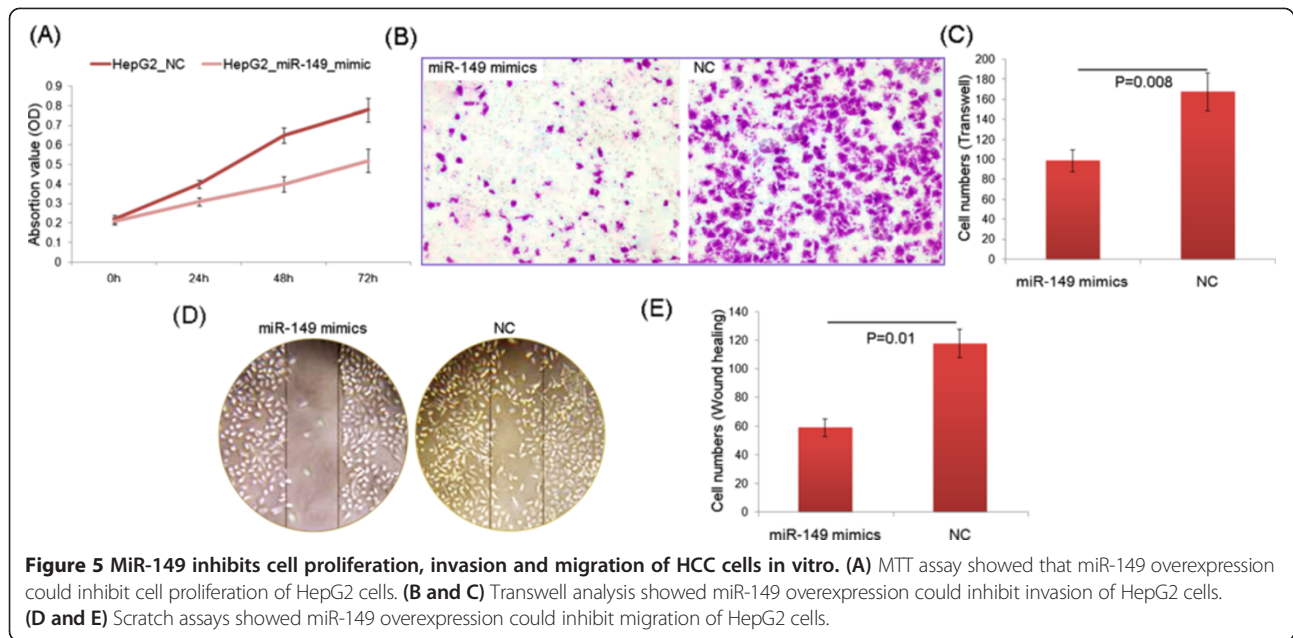 (A)
HepG2_NC HepG2_miR-149_mimic
Absortion value (OD)
0.9
0.8
0.7
0.6
0.5
0.4
0.3
0.2
0.1
0
0h 24h 48h 72h
(B)
miR-149 mimics NC
(C)
Cell numbers (Transwell)
200
180
160
140
120
100
80
60
40
20
0
P=0.008
miR-149 mimics NC
(D)
miR-149 mimics NC
(E)
Cell numbers (Wound healing)
140
120
100
80
60
40
20
0
P=0.01
miR-149 mimics NC
Figure 5 MiR-149 inhibits cell proliferation, invasion and migration of HCC cells in vitro. (A) MTT assay showed that miR-149 overexpression
could inhibit cell proliferation of HepG2 cells. (B and C) Transwell analysis showed miR-149 overexpression could inhibit invasion of HepG2 cells.
(D and E) Scratch assays showed miR-149 overexpression could inhibit migration of HepG2 cells.